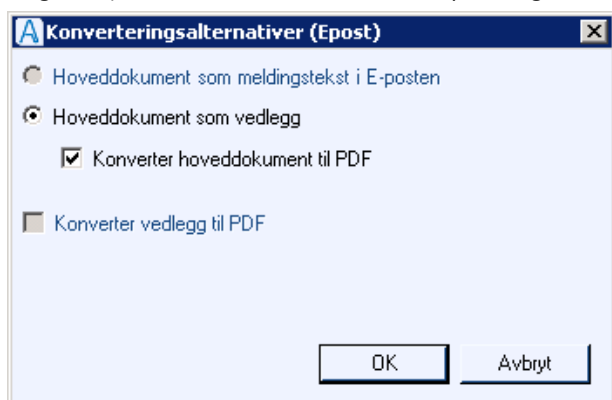 Konverteringsalternativer (Epost)
Hoveddokument som meldingstekst i E-posten
Hoveddokument som vedlegg
Konverter hoveddokument til PDF
Konverter vedlegg til PDF
OK Avbryt